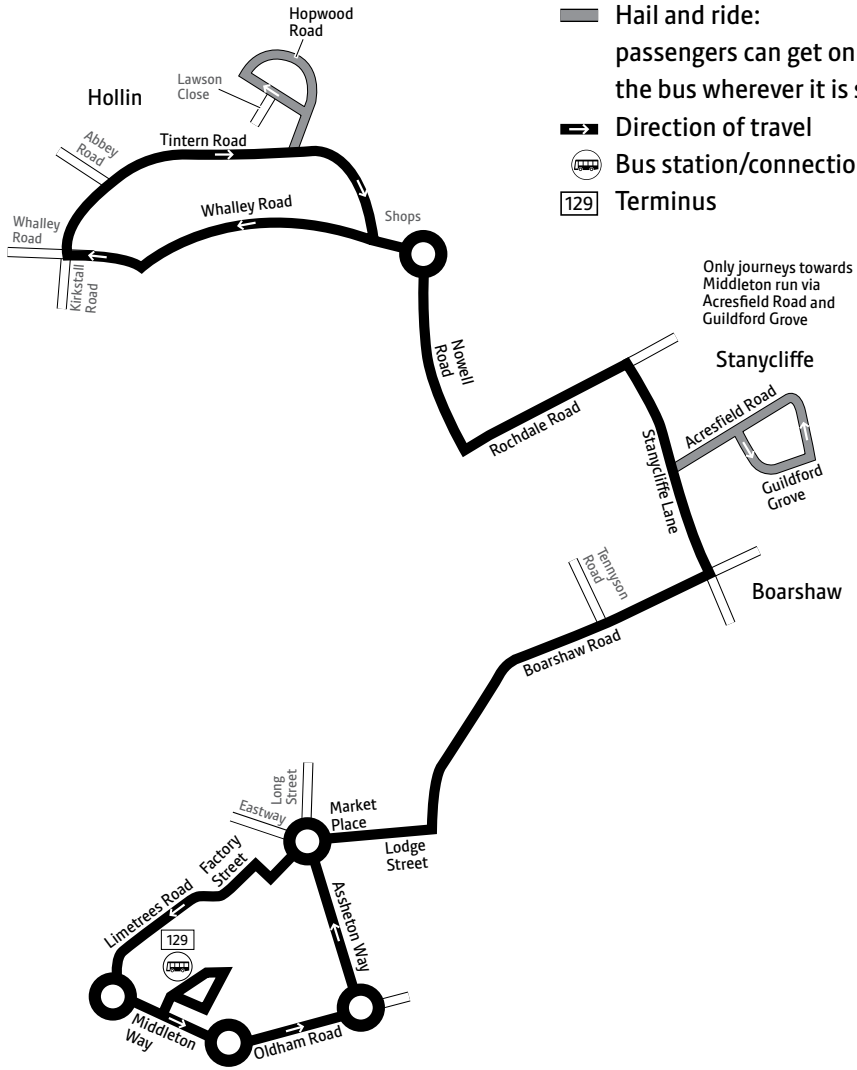 Hopwood
Road
Hail and ride:
passengers can get on
the bus wherever it is s
Direction of travel
Bus station/connectio
129 Terminus
Lawson
Close
Hollin
Abbey
Road
Tintern Road
Whalley Road
Shops
Whalley
Road
Kirkstall
Road
Only journeys towards
Middleton run via
Acresfield Road and
Guildford Grove
Stanycliffe
Nowell
Road
Rochdale Road
Acresfield Road
Stanycliffe Lane
Guildford
Grove
Tennyson
Road
Boarshaw
Boarshaw Road
Long
Street
Eastway
Market
Place
Lodge
Street
Factory
Street
Limetrees Road
Assheton Way
129
Middleton
Way
Oldham Road